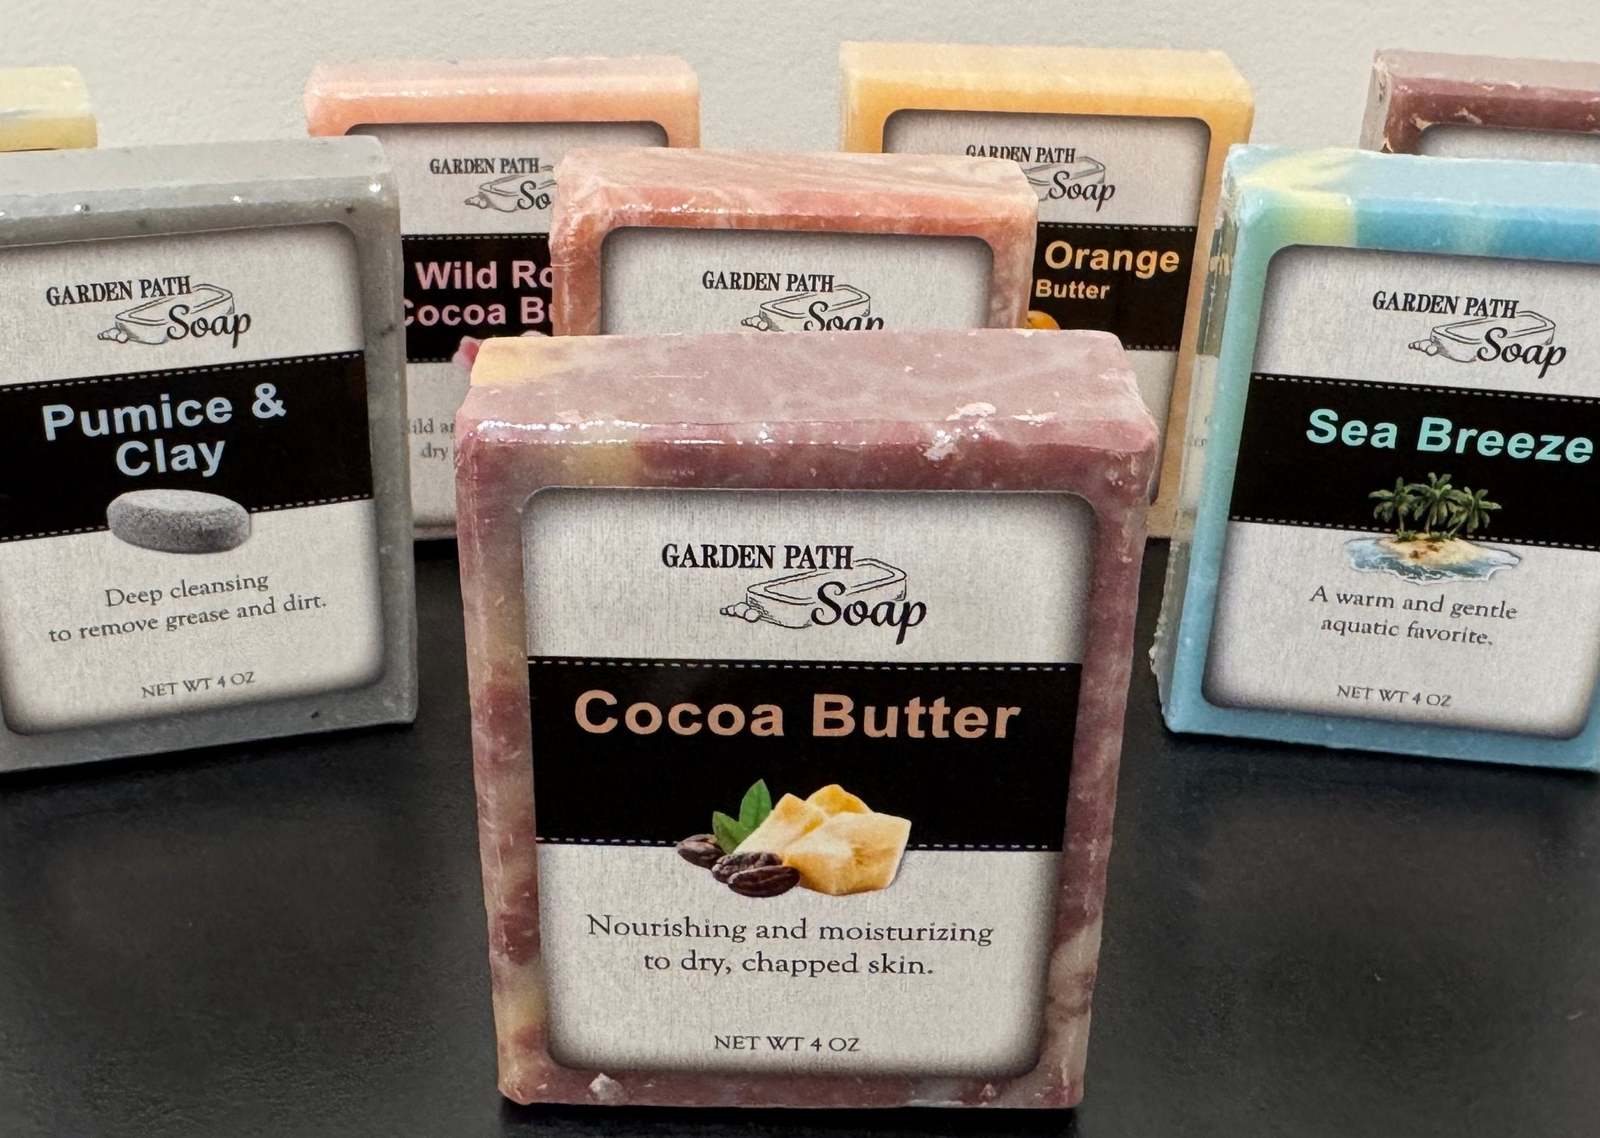 GARDEN PATH
Soap
Pumice &
Clay
Deep cleansing
to remove grease and dirt.
NET WT 4 OZ
GARDEN PATH
Wild
Cocoa
dry
GARDEN PATH
Soap
GARDEN PATH
Soap
Orange
Butter
GARDEN PATH
Soap
Cocoa Butter
Nourishing and moisturizing
to dry, chapped skin.
NET WT 4 OZ
GARDEN PATH
Soap
Sea Breeze
A warm and gentle
aquatic favorite.
NET WT 4 OZ